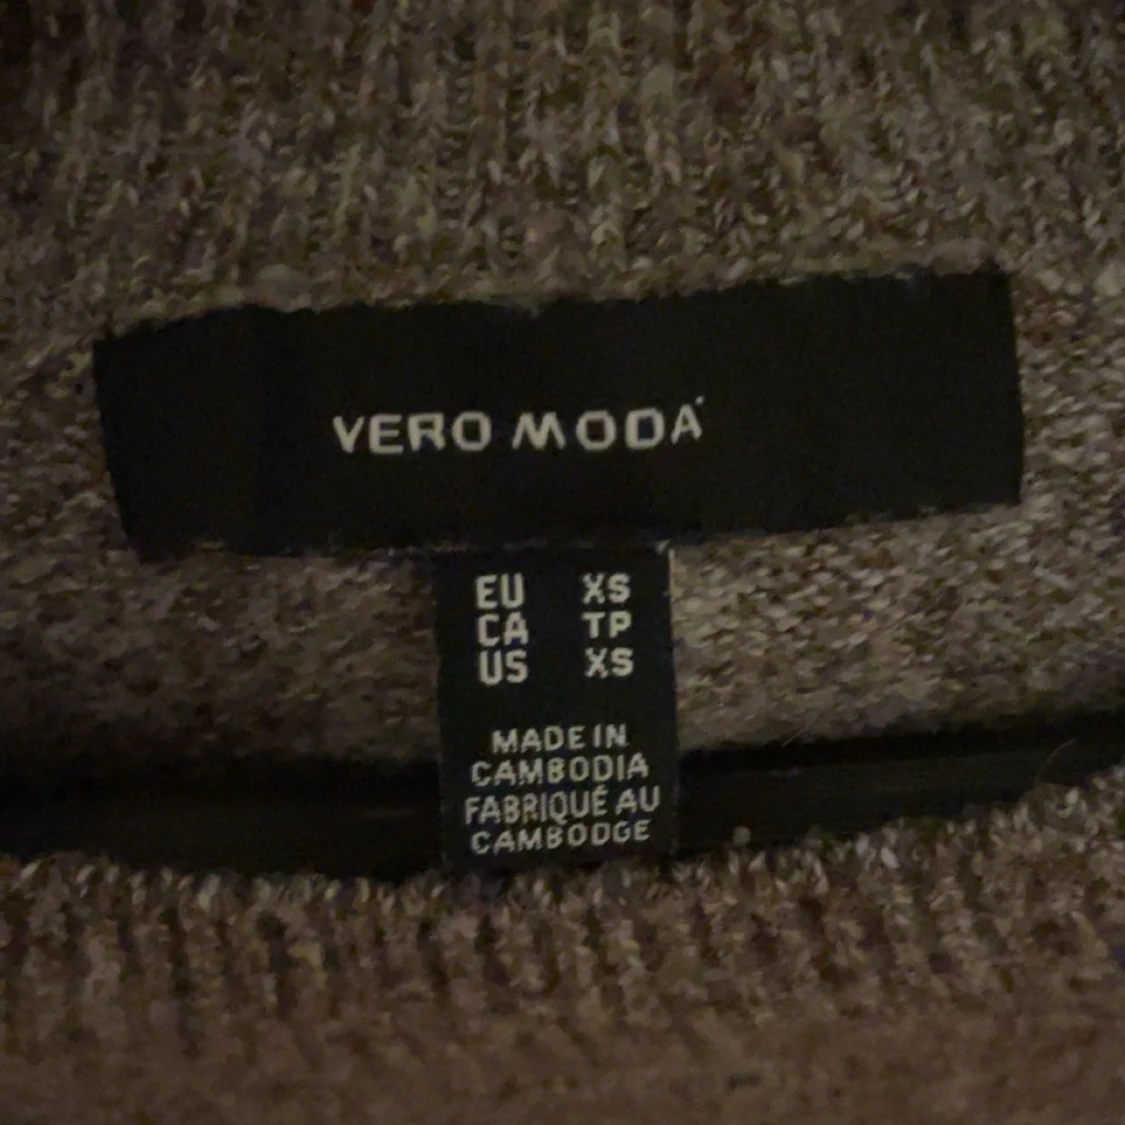 VERO MODA
EU XS
CA TP
US XS
MADE IN
CAMBODIA
FABRIQUÉ AU
CAMBODGE